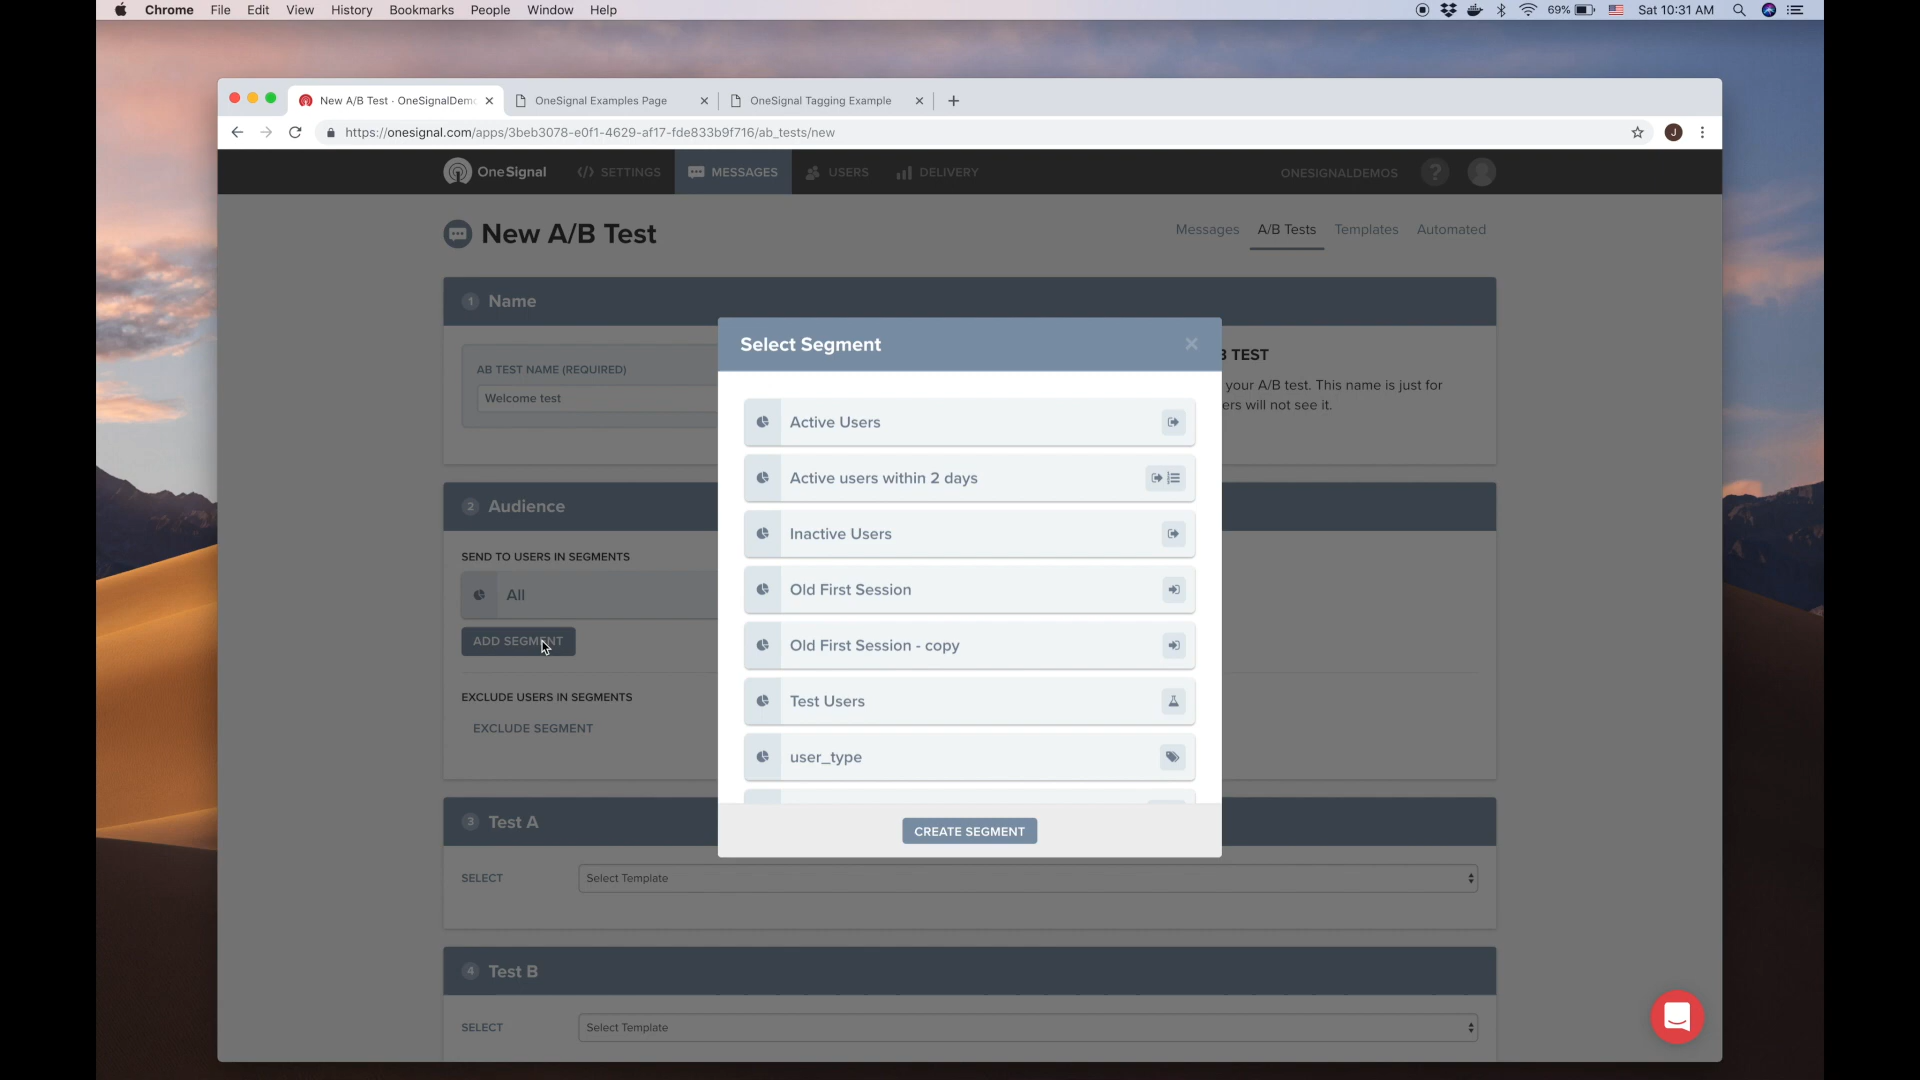 Chrome File Edit View History Bookmarks People Window Help 69% Sat 10:31 AM
New A/B Test · OneSignalDemo OneSignal Examples Page OneSignal Tagging Example
https://onesignal.com/apps/3beb3078-e0f1-4629-af17-fde833b9f716/ab_tests/new J
OneSignal SETTINGS MESSAGES USERS DELIVERY ONESIGNALDEMOS ?
New A/B Test Messages A/B Tests Templates Automated
1 Name
Select Segment
B TEST
AB TEST NAME (REQUIRED)
your A/B test. This name is just for
Welcome test
ers will not see it.
Active Users
Active users within 2 days
2 Audience
Inactive Users
SEND TO USERS IN SEGMENTS
All
Old First Session
ADD SEGMENT
Old First Session - copy
EXCLUDE USERS IN SEGMENTS
Test Users
EXCLUDE SEGMENT
user_type
3 Test A
CREATE SEGMENT
SELECT Select Template
4 Test B
SELECT Select Template